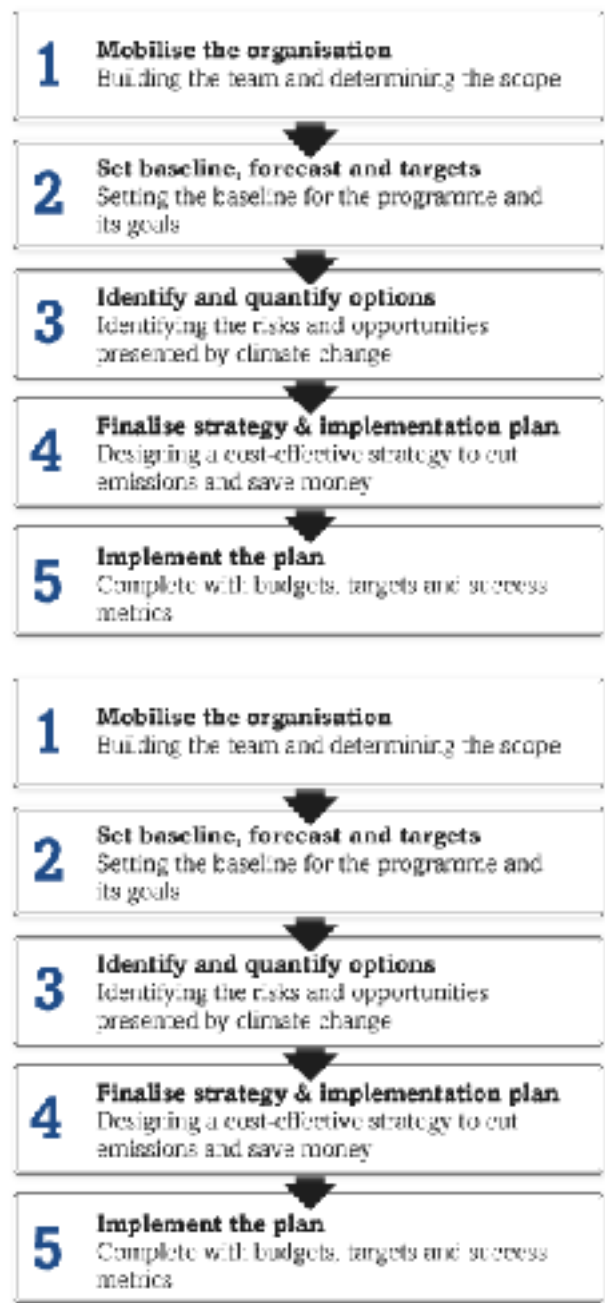 1
Mobilise the organisation
Building the team and determining the scope
2
Set baseline, forecast and targets
Setting the baseline for the programme and
its goals
3
Identify and quantify options
Identifying the risks and opportunities
presented by climate change
4
Finalise strategy & implementation plan
Designing a cost-effective strategy to cut
emissions and save money
5
Implement the plan
Complete with budgets, targets and success
metrics
1
Mobilise the organisation
Building the team and determining the scope
2
Set baseline, forecast and targets
Setting the baseline for the programme and
its goals
3
Identify and quantify options
Identifying the risks and opportunities
presented by climate change
4
Finalise strategy & implementation plan
Designing a cost-effective strategy to cut
emissions and save money
5
Implement the plan
Complete with budgets, targets and success
metrics